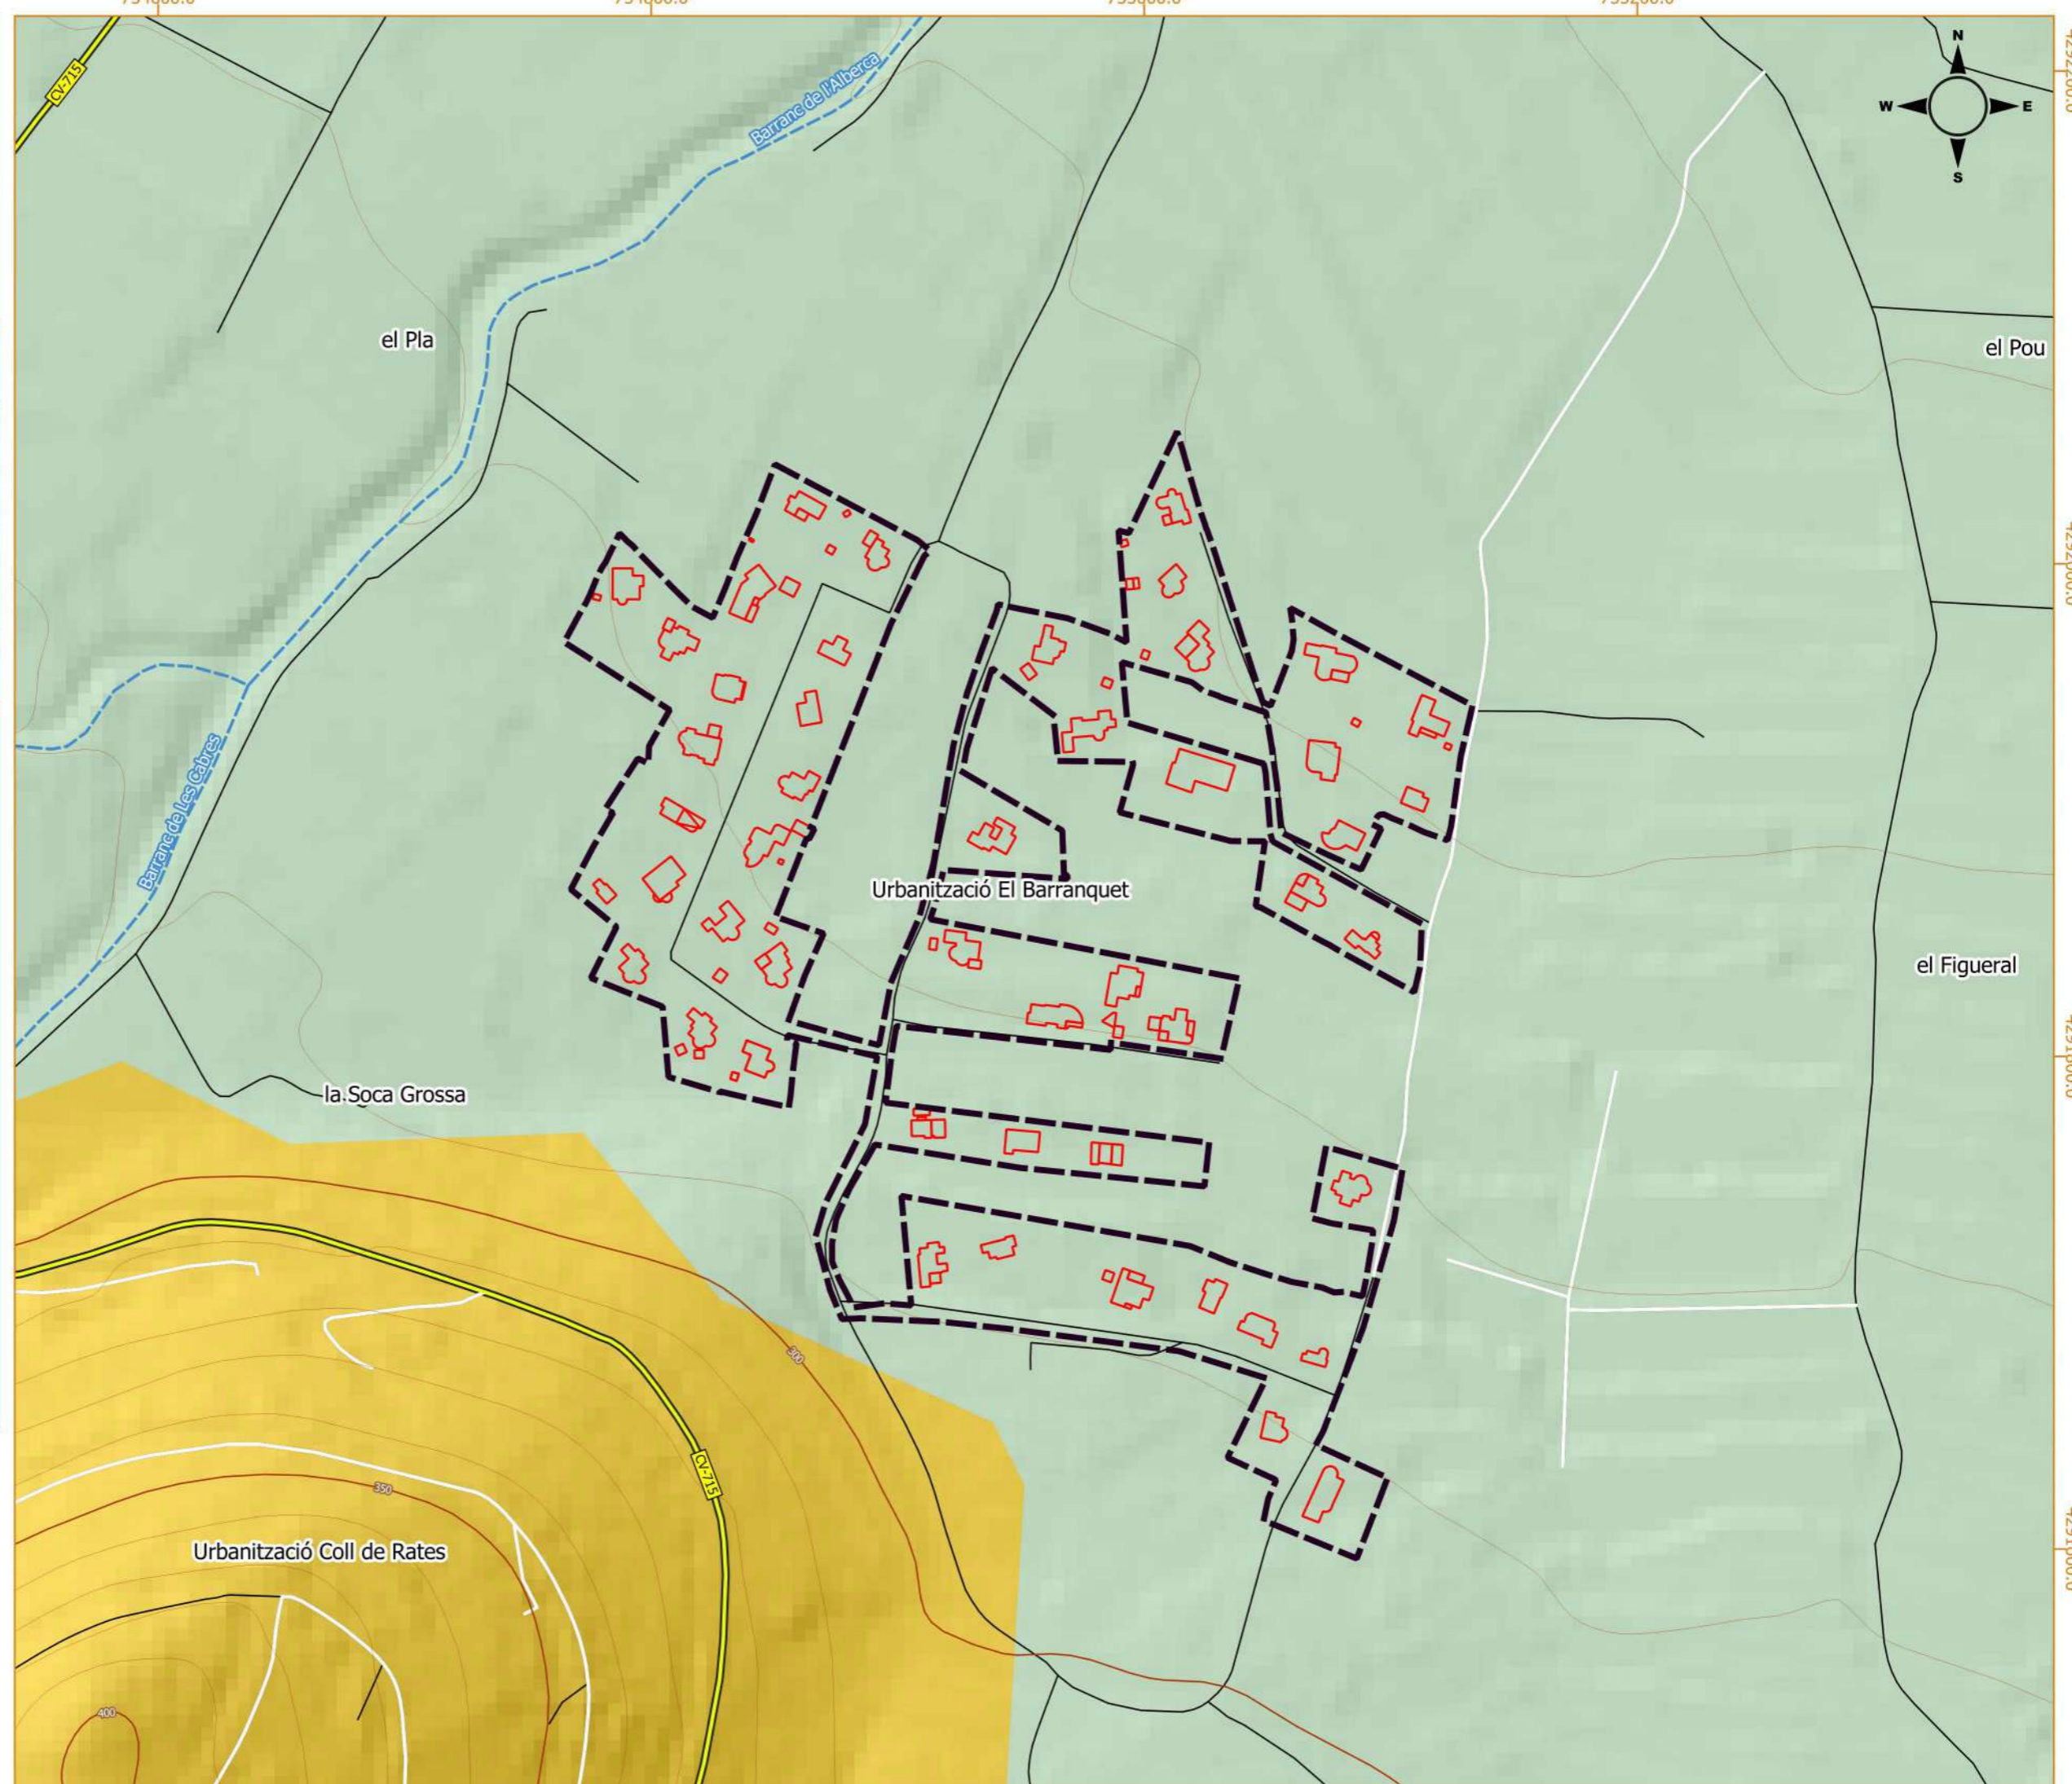 CV-715
Barranc de l'Alberca
N
W
E
S
el Pla
el Pou
Barranc de Les Cabres
Urbanització El Barranquet
el Figueral
la Soca Grossa
300
CV-715
350
Urbanització Coll de Rates
400